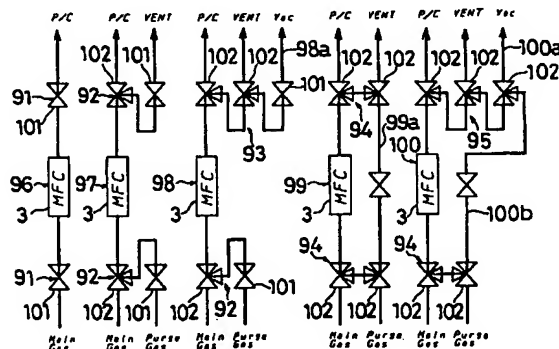 P/C P/C VENT P/C VENT Vac P/C VENT P/C VENT Vac
102 101 102 102 98a 102 102 102 102 100a
91 92 101 102
101 93 94 95
99a
96 97 98 99 100
MFC MFC MFC MFC MFC
3 3 3 3 3
100b
91 92 94 94
101 102 101 102 92 101 102 102
Main Gas Main Gas Purge Gas Main Gas Purge Gas Main Gas Purga Gas Main Gas Purge Gas